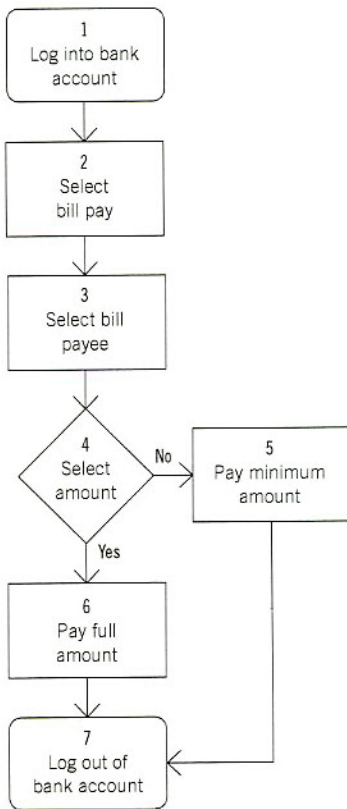 1
Log into bank
account
2
Select
bill pay
3
Select bill
payee
4
Select
amount
No
5
Pay minimum
amount
Yes
6
Pay full
amount
7
Log out of
bank account